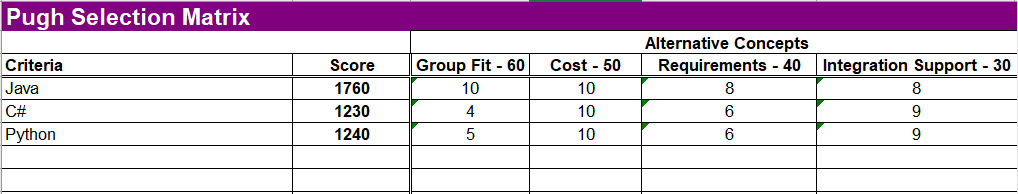 Pugh Selection Matrix
Alternative Concepts
Criteria Score Group Fit - 60 Cost - 50 Requirements - 40 Integration Support - 30
Java 1760 10 10 8 8
C# 1230 4 10 6 9
Python 1240 5 10 6 9